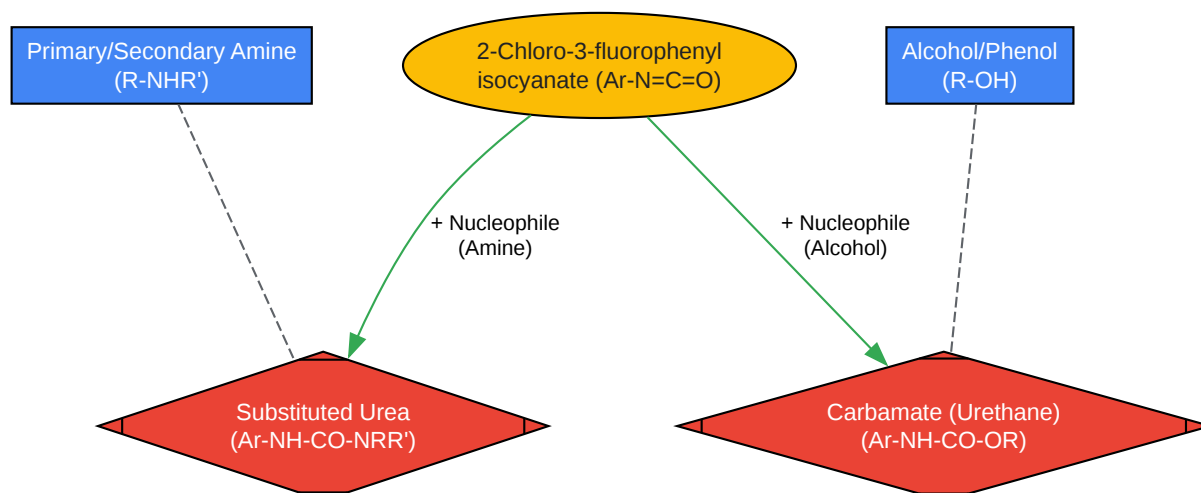 Primary/Secondary Amine
(R-NHR')
2-Chloro-3-fluorophenyl
isocyanate (Ar-N=C=O)
Alcohol/Phenol
(R-OH)
+ Nucleophile
(Amine)
+ Nucleophile
(Alcohol)
Substituted Urea
(Ar-NH-CO-NRR')
Carbamate (Urethane)
(Ar-NH-CO-OR)